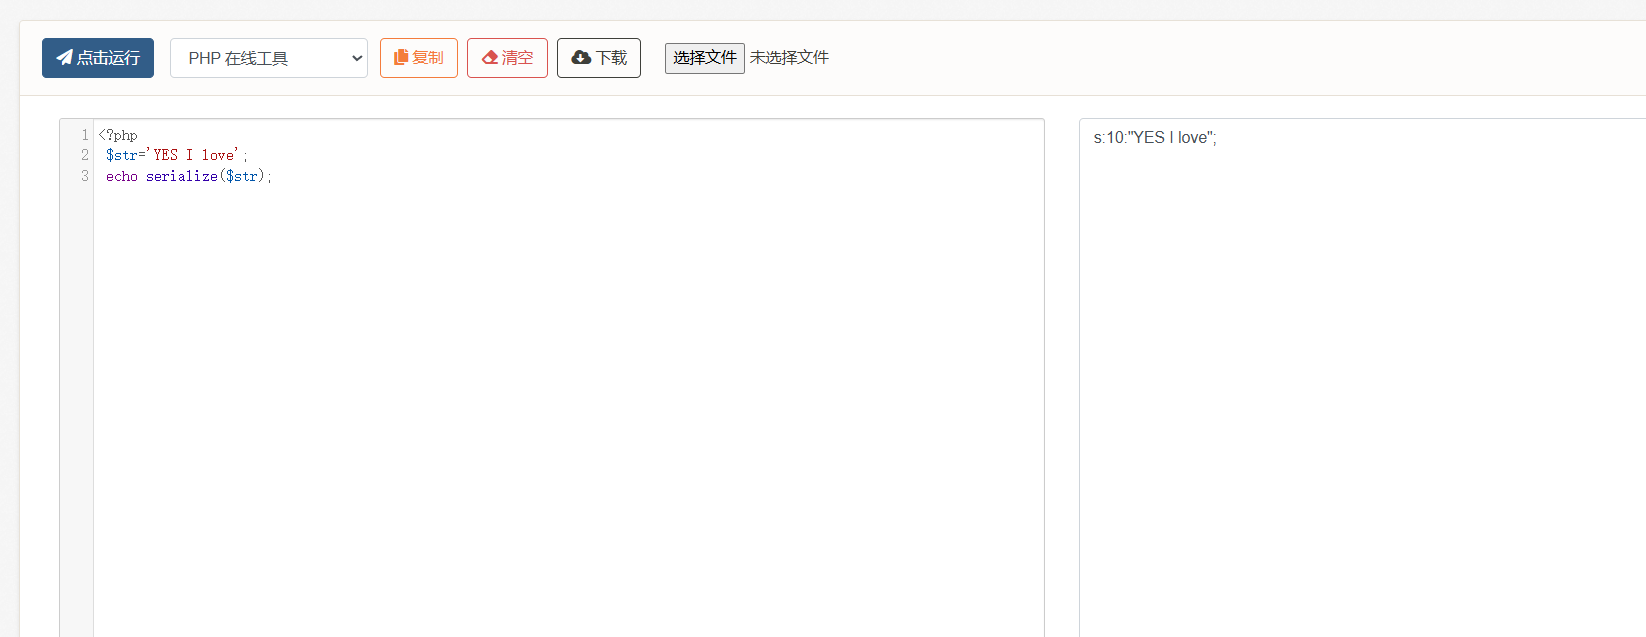 点击运行 PHP 在线工具 复制 清空 下载 选择文件 未选择文件
1 <?php
2 $str='YES I love';
3 echo serialize($str);
s:10:"YES I love";